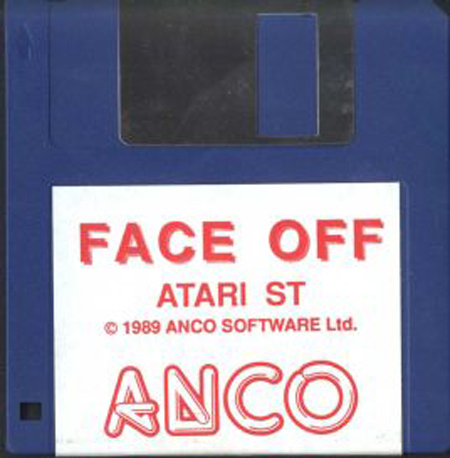 FACE OFF
ATARI ST
© 1989 ANCO SOFTWARE Ltd.
ANCO